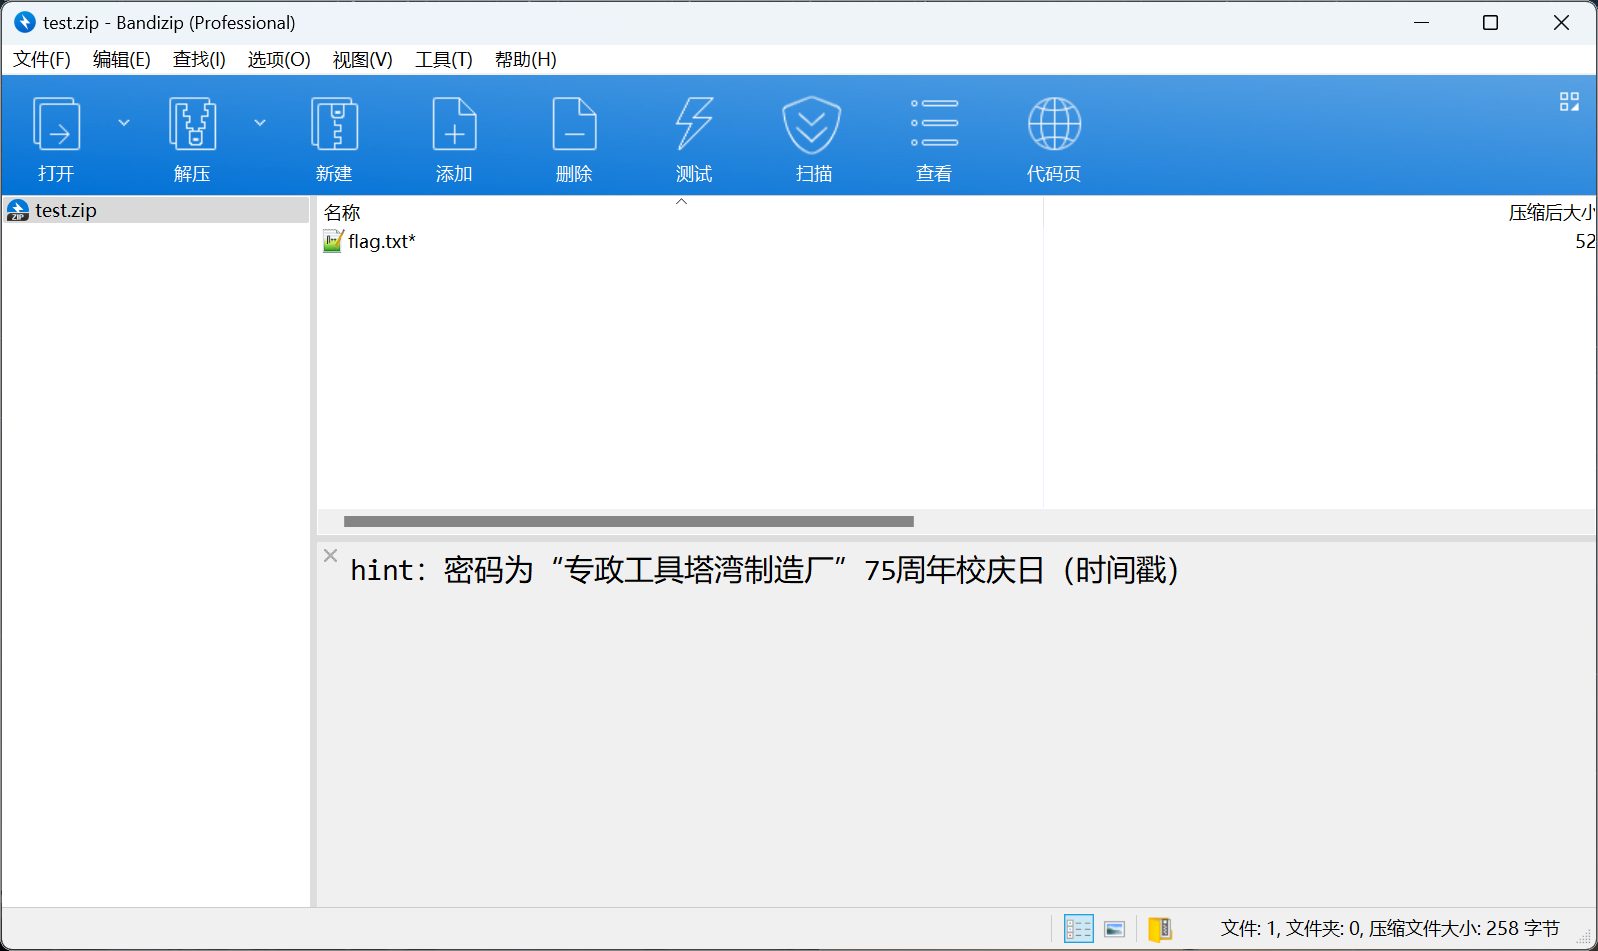 test.zip - Bandizip (Professional)
文件(F) 编辑(E) 查找(I) 选项(O) 视图(V) 工具(T) 帮助(H)
打开 解压 新建 添加 删除 测试 扫描 查看 代码页
test.zip
名称 压缩后大小
flag.txt* 52
hint：密码为“专政工具塔湾制造厂”75周年校庆日（时间戳）
文件: 1, 文件夹: 0, 压缩文件大小: 258 字节